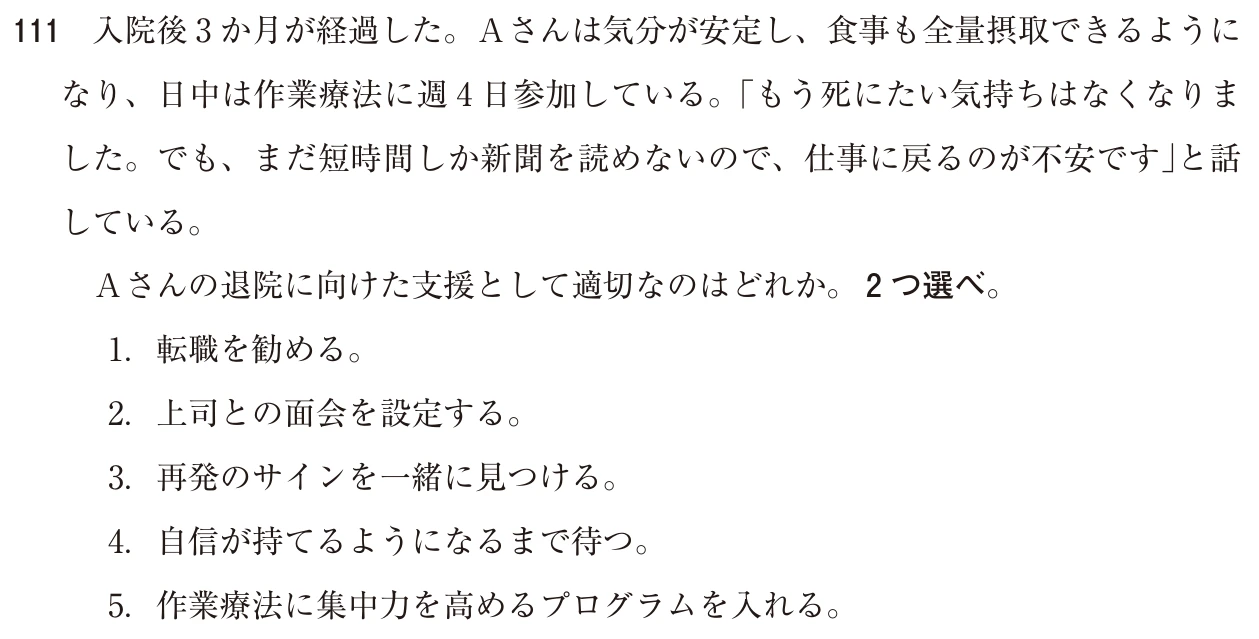 111 入院後3か月が経過した。Aさんは気分が安定し、食事も全量摂取できるように
なり、日中は作業療法に週4日参加している。「もう死にたい気持ちはなくなりま
した。でも、まだ短時間しか新聞を読めないので、仕事に戻るのが不安です」と話
している。
Aさんの退院に向けた支援として適切なのはどれか。2つ選べ。
1. 転職を勧める。
2. 上司との面会を設定する。
3. 再発のサインを一緒に見つける。
4. 自信が持てるようになるまで待つ。
5. 作業療法に集中力を高めるプログラムを入れる。